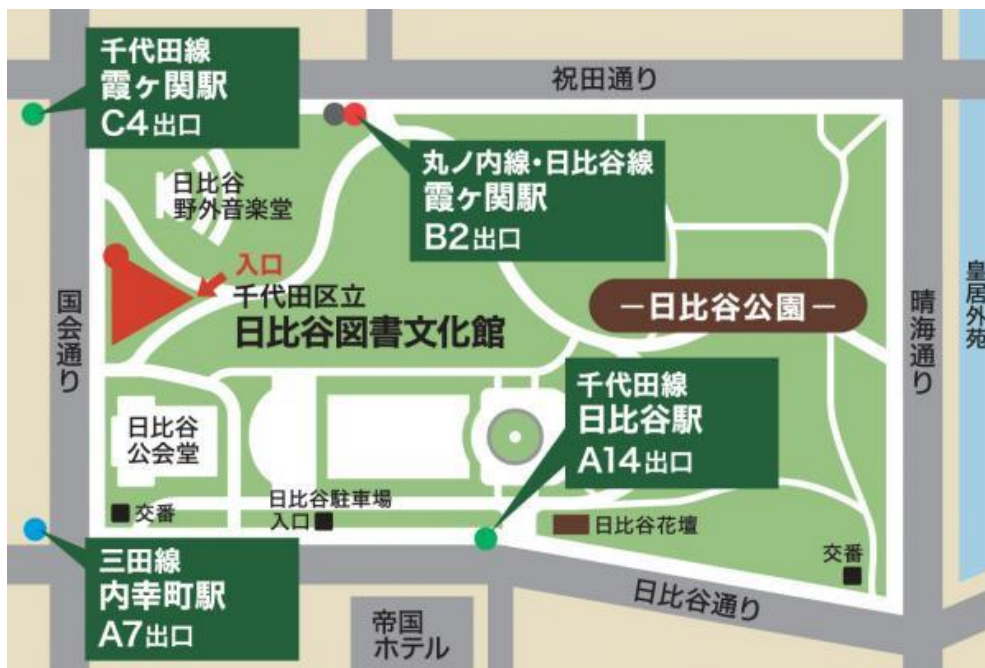 千代田線
霞ヶ関駅
C4出口
祝田通り
丸ノ内線・日比谷線
霞ヶ関駅
B2出口
日比谷
野外音楽堂
入口
千代田区立
日比谷図書文化館
－日比谷公園－
国会通り
晴海通り
皇居外苑
千代田線
日比谷駅
A14出口
日比谷
公会堂
交番
日比谷駐車場
入口
日比谷花壇
交番
三田線
内幸町駅
A7出口
帝国
ホテル
日比谷通り